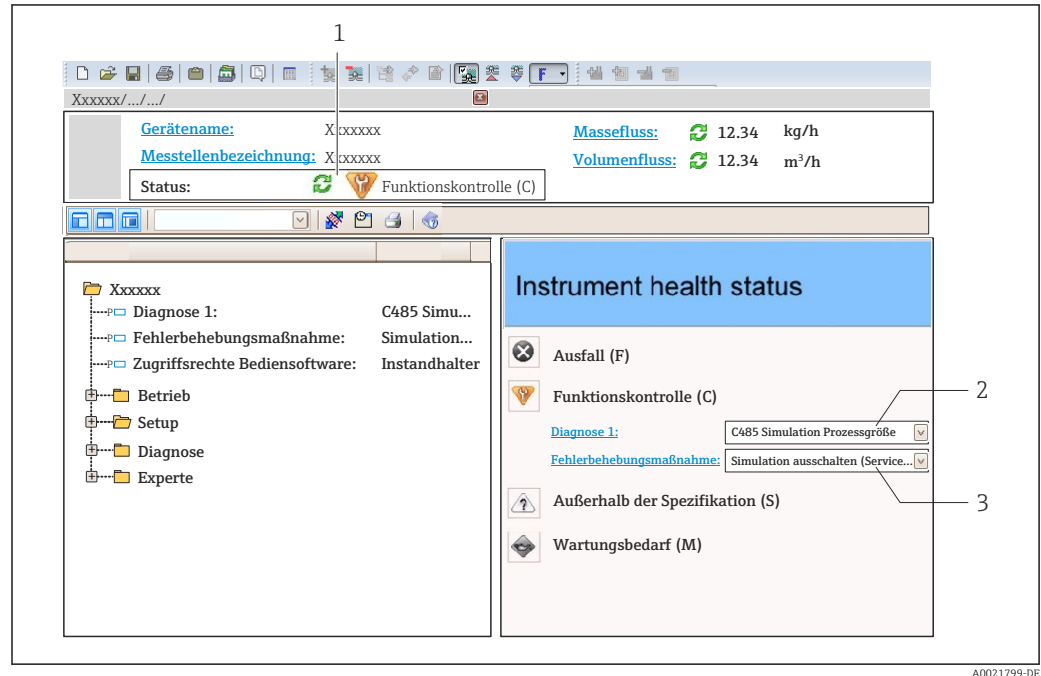 1
F
Xxxxxx/.../.../
Gerätename: Xxxxxxx Massefluss: 12.34 kg/h
Messtellenbezeichnung: Xxxxxxx Volumenfluss: 12.34 m³/h
Status: Funktionskontrolle (C)
Xxxxxx
Diagnose 1: C485 Simu...
Fehlerbehebungsmaßnahme: Simulation...
Zugriffsrechte Bediensoftware: Instandhalter
Betrieb
Setup
Diagnose
Experte
Instrument health status
Ausfall (F)
Funktionskontrolle (C)
2
Diagnose 1: C485 Simulation Prozessgröße
Fehlerbehebungsmaßnahme: Simulation ausschalten (Service...
3
Außerhalb der Spezifikation (S)
Wartungsbedarf (M)
A0021799-DE